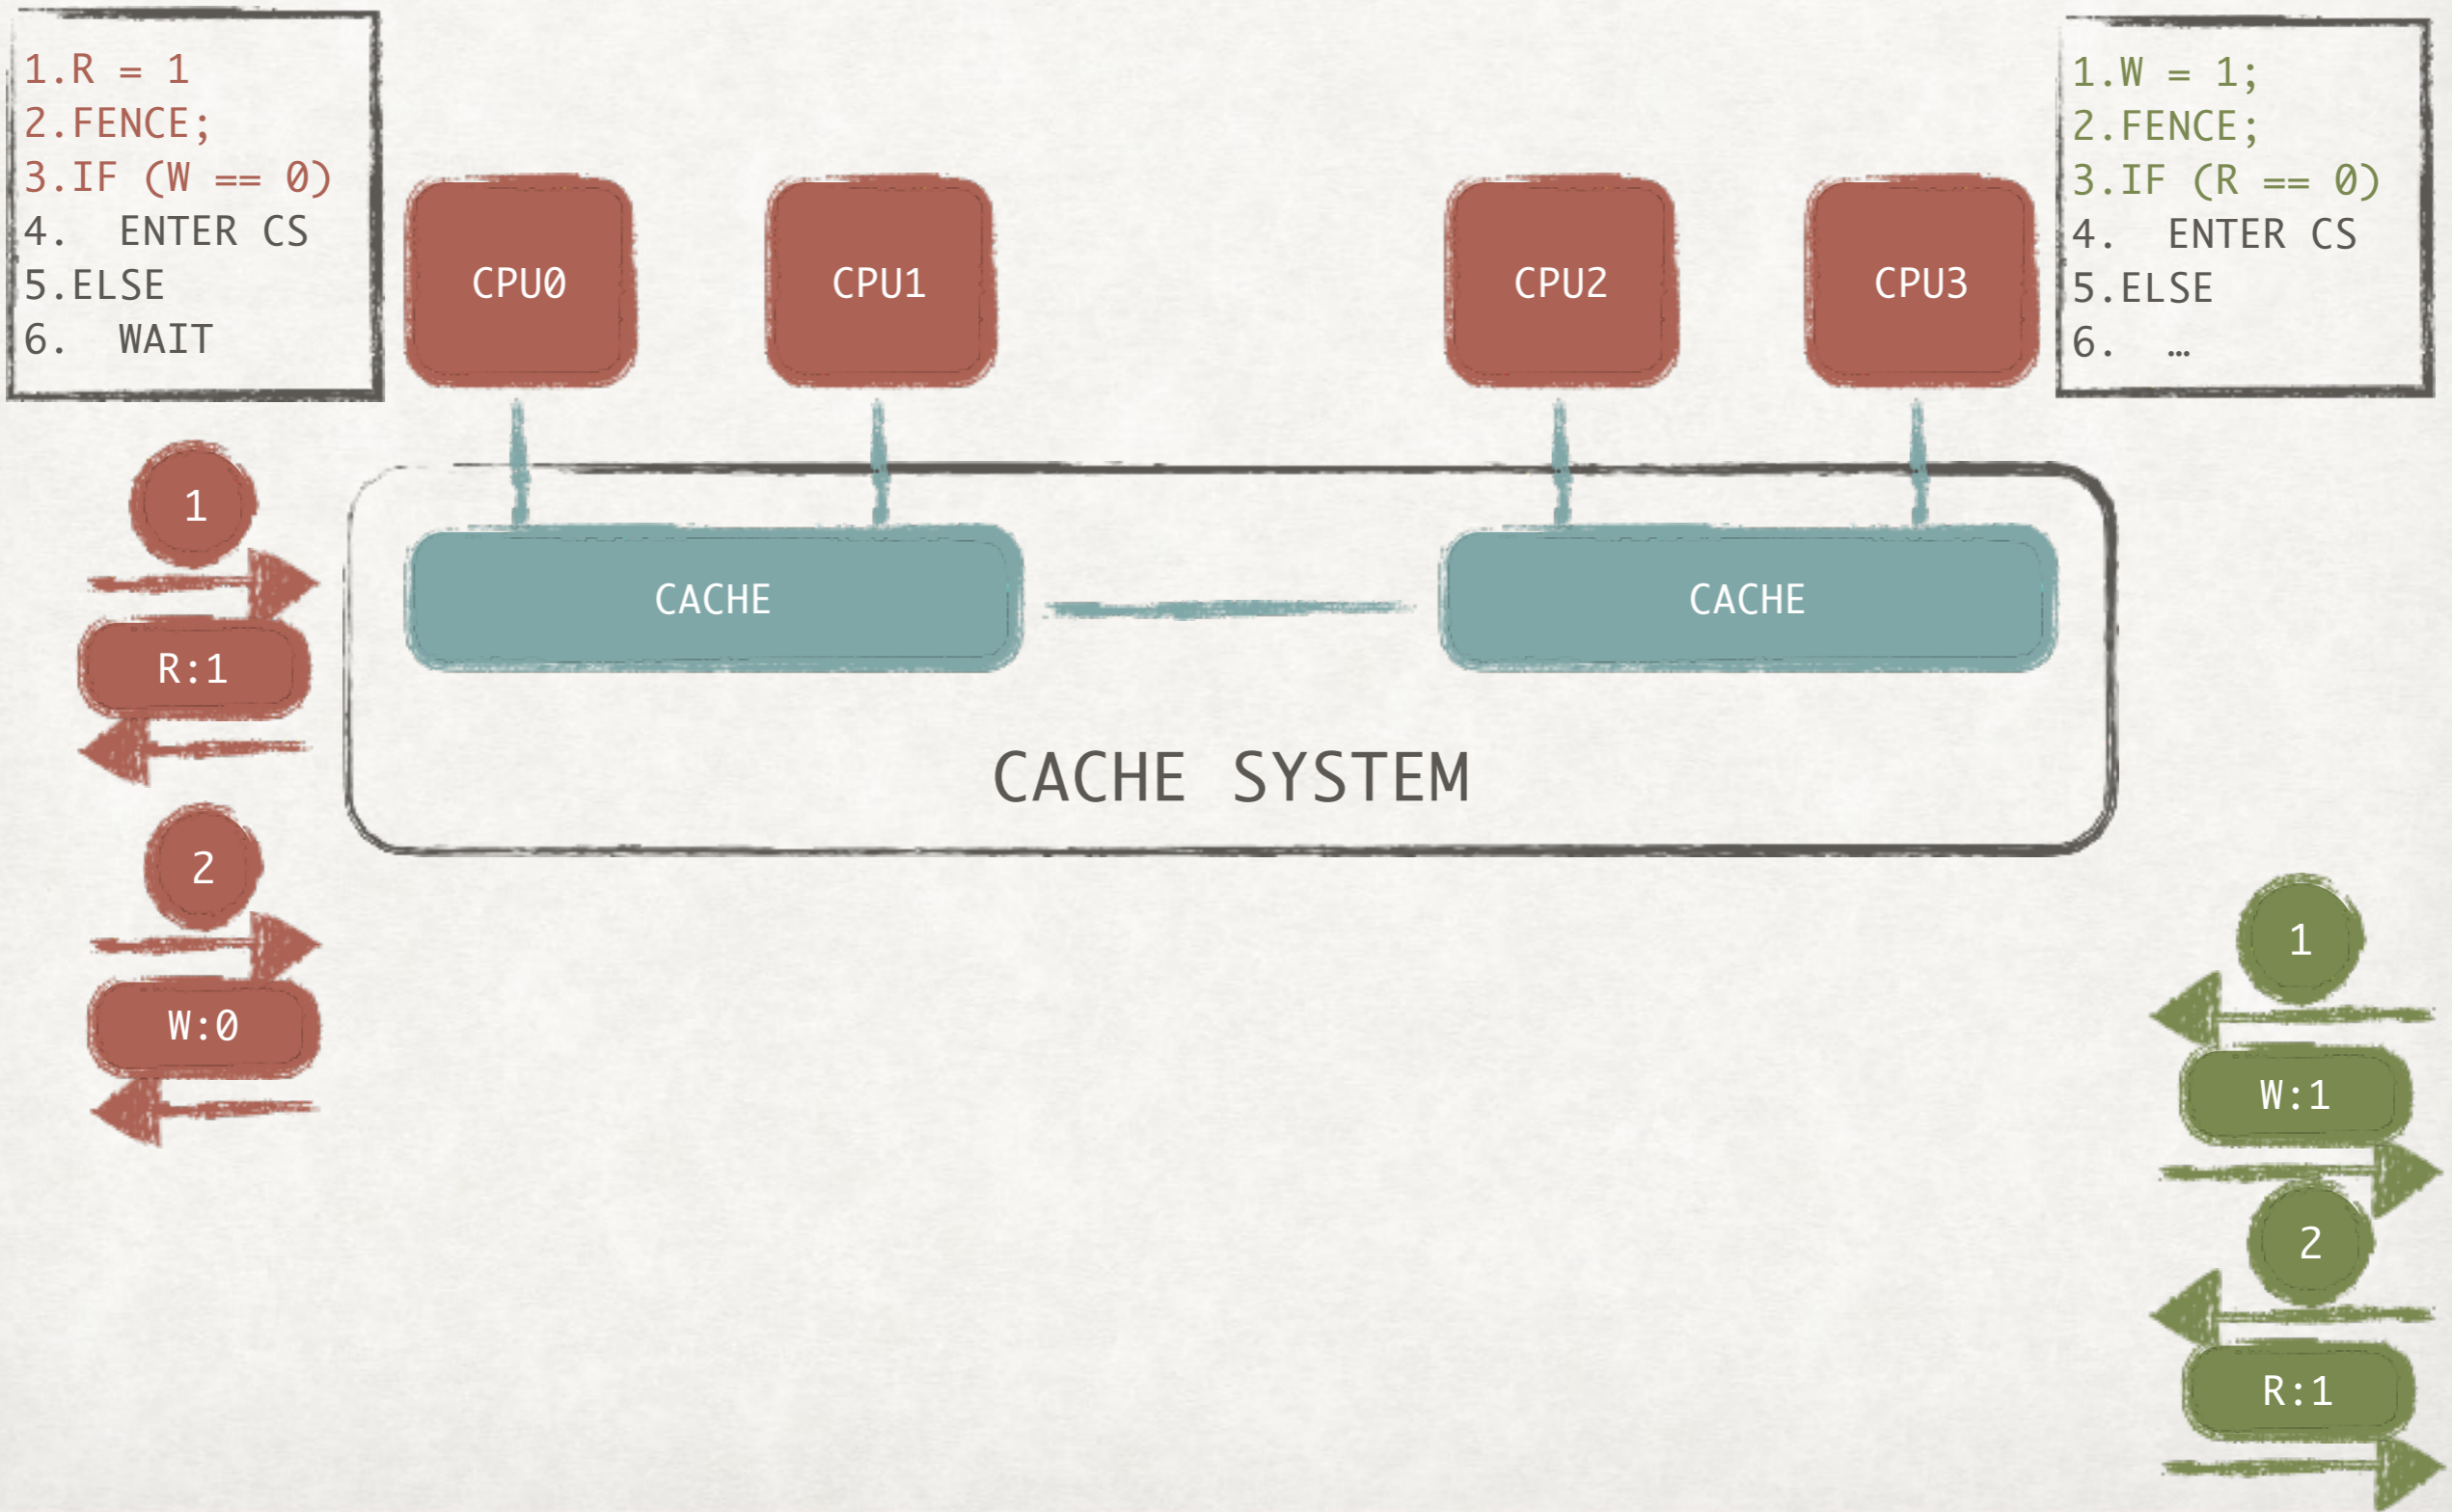 1.R = 1
2.FENCE;
3.IF (W == 0)
4.  ENTER CS
5.ELSE
6.  WAIT
1.W = 1;
2.FENCE;
3.IF (R == 0)
4.  ENTER CS
5.ELSE
6.  …
CPU0
CPU1
CPU2
CPU3
CACHE
CACHE
CACHE SYSTEM
1
R:1
2
W:0
1
W:1
2
R:1